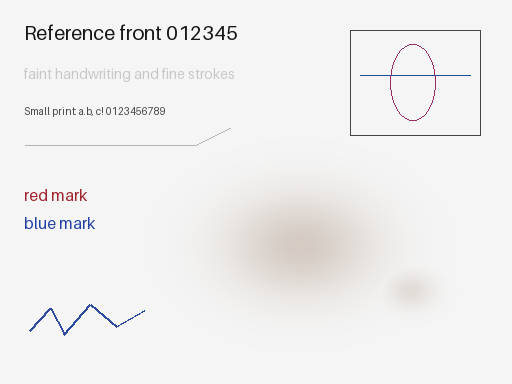 Reference front 012345
faint handwriting and fine strokes
Small print a.b, c! 0123456789
red mark
blue mark